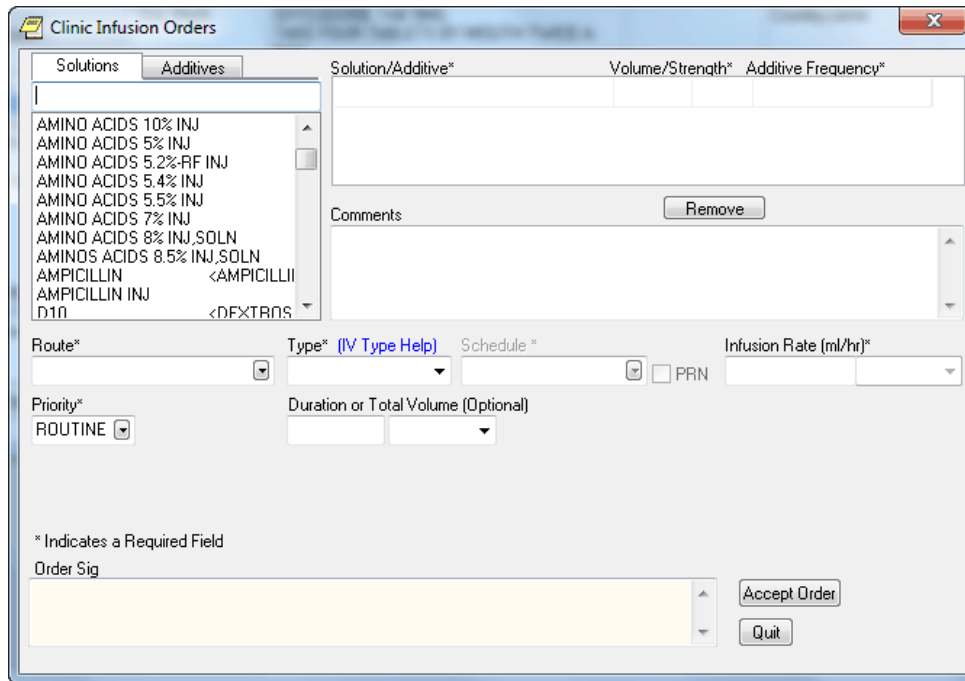 Clinic Infusion Orders
Solutions Additives
Solution/Additive* Volume/Strength* Additive Frequency*
AMINO ACIDS 10% INJ
AMINO ACIDS 5% INJ
AMINO ACIDS 5.2%-RF INJ
AMINO ACIDS 5.4% INJ
AMINO ACIDS 5.5% INJ
AMINO ACIDS 7% INJ
AMINO ACIDS 8% INJ,SOLN
AMINOS ACIDS 8.5% INJ,SOLN
AMPICILLIN <AMPICILLI
AMPICILLIN INJ
D10 <DEXTROS
Remove
Comments
Route* Type* (IV Type Help) Schedule * PRN Infusion Rate (ml/hr)*
Priority* Duration or Total Volume (Optional)
ROUTINE
* Indicates a Required Field
Order Sig
Accept Order
Quit